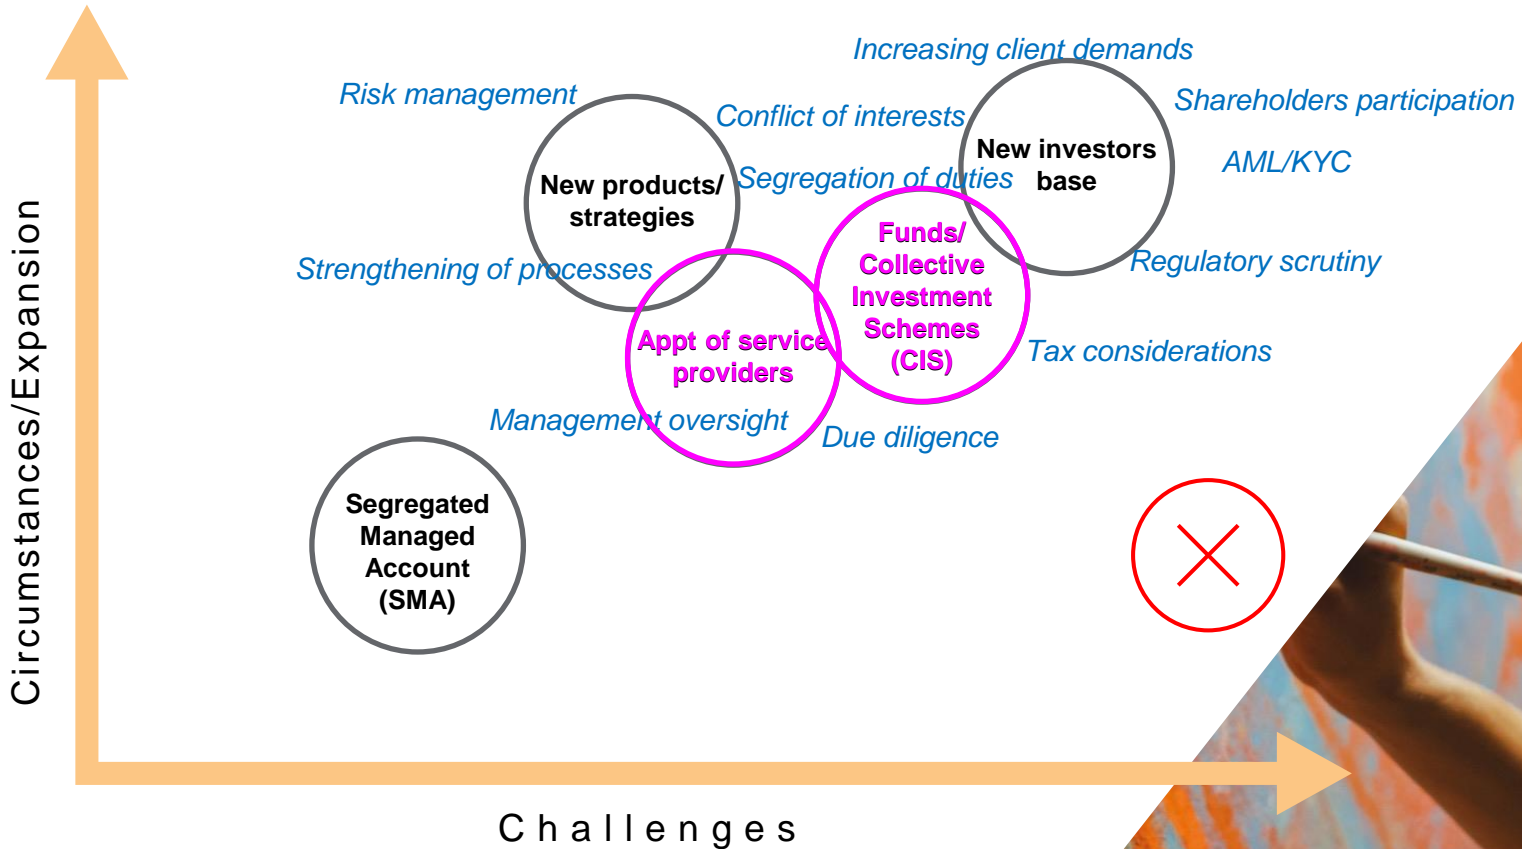 Increasing client demands
Risk management
Shareholders participation
Conflict of interests
New investors
base
AML/KYC
New products/
strategies
Segregation of duties
Funds/
Collective
Investment
Schemes
(CIS)
Regulatory scrutiny
Strengthening of processes
Appt of service
providers
Tax considerations
Management oversight
Due diligence
Segregated
Managed
Account
(SMA)
Circumstances/Expansion
Challenges